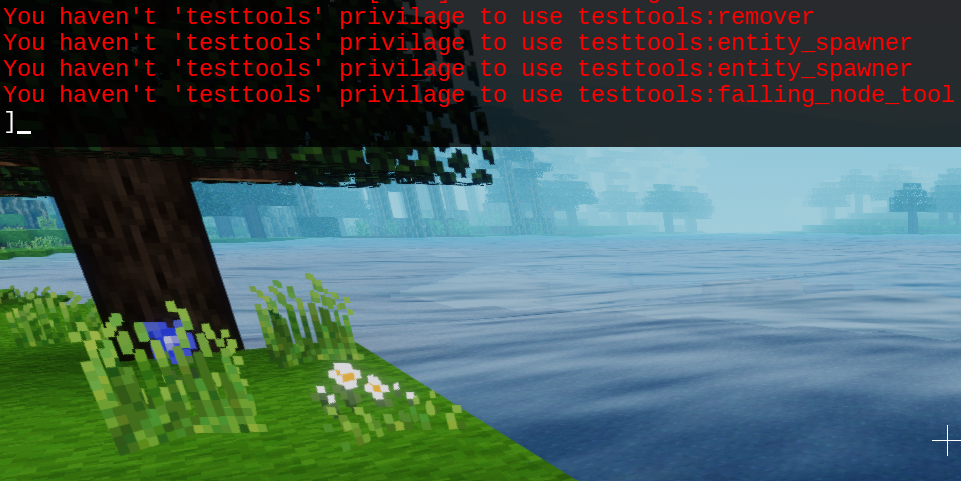 You haven't 'testtools' privilage to use testtools:remover
You haven't 'testtools' privilage to use testtools:entity_spawner
You haven't 'testtools' privilage to use testtools:entity_spawner
You haven't 'testtools' privilage to use testtools:falling_node_tool
]_